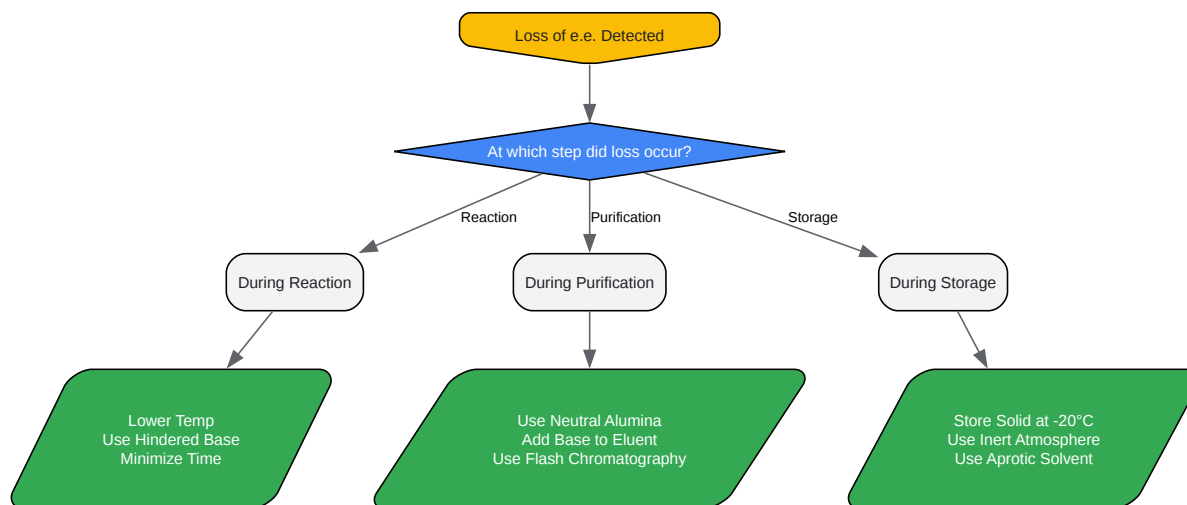 Loss of e.e. Detected
At which step did loss occur?
Reaction
Purification
Storage
During Reaction
During Purification
During Storage
Lower Temp
Use Hindered Base
Minimize Time
Use Neutral Alumina
Add Base to Eluent
Use Flash Chromatography
Store Solid at -20°C
Use Inert Atmosphere
Use Aprotic Solvent